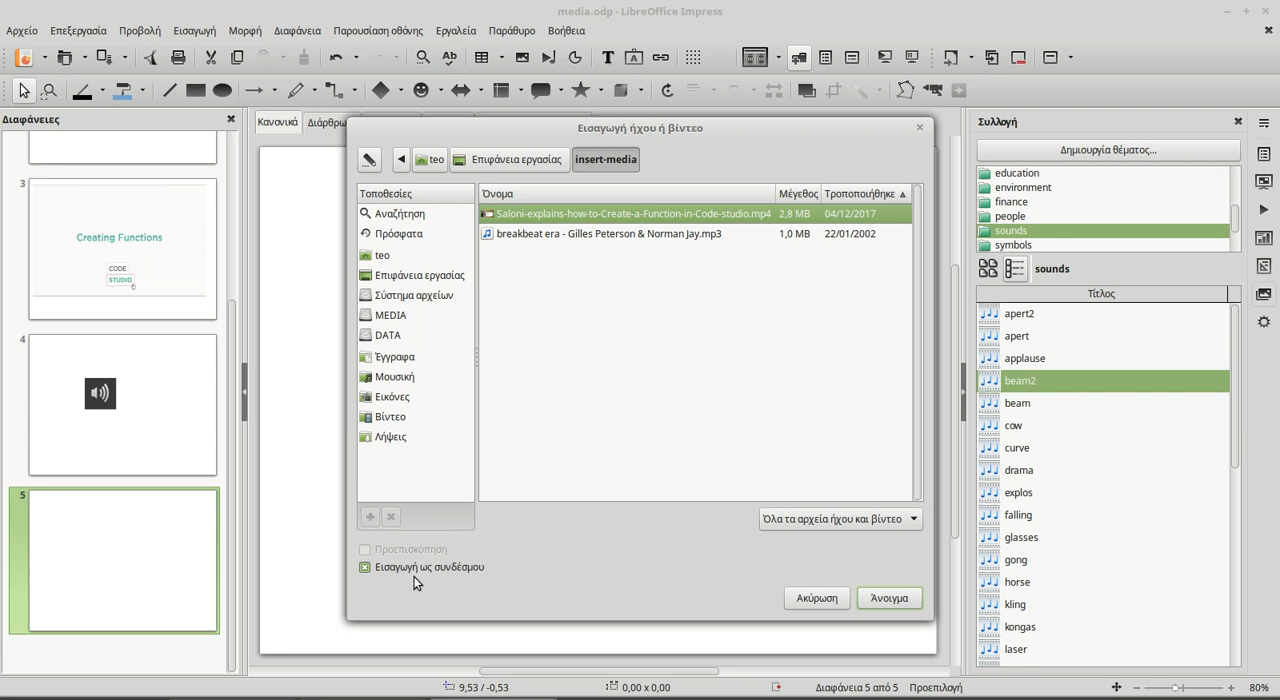 media.odp - LibreOffice Impress
Αρχείο Επεξεργασία Προβολή Εισαγωγή Μορφή Διαφάνεια Παρουσίαση οθόνης Εργαλεία Παράθυρο Βοήθεια
Διαφάνειες
3
Creating Functions
CODE
STUDIO
4
5
Κανονικό Διάρθρω
Εισαγωγή ήχου ή βίντεο
teo Επιφάνεια εργασίας insert-media
Τοποθεσίες
Αναζήτηση
Πρόσφατα
teo
Επιφάνεια εργασίας
Σύστημα αρχείων
MEDIA
DATA
Έγγραφα
Μουσική
Εικόνες
Βίντεο
Λήψεις
Όνομα Μέγεθος Τροποποιήθηκε
Saloni-explains-how-to-Create-a-Function-in-Code-studio.mp4 2,8 MB 04/12/2017
breakbeat era - Gilles Peterson & Norman Jay.mp3 1,0 MB 22/01/2002
Όλα τα αρχεία ήχου και βίντεο
Προεπισκόπηση
Εισαγωγή ως συνδέσμου
Ακύρωση Άνοιγμα
Συλλογή
Δημιουργία θέματος...
education
environment
finance
people
sounds
symbols
sounds
Τίτλος
apert2
apert
applause
beam2
beam
cow
curve
drama
explos
falling
glasses
gong
horse
kling
kongas
laser
9,53 / -0,53 0,00 x 0,00 Διαφάνεια 5 από 5 Προεπιλογή 80%